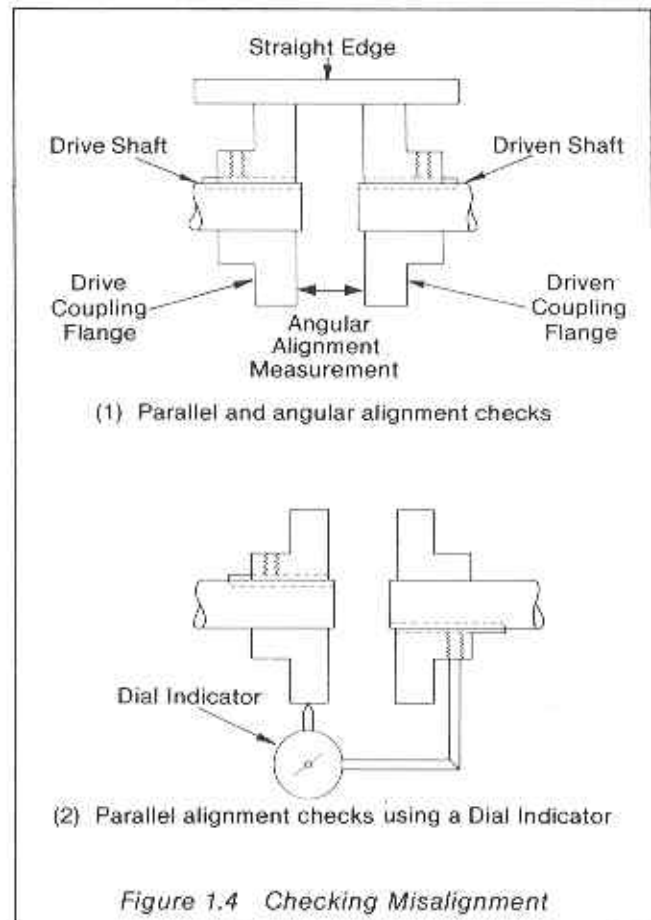 Straight Edge
Drive Shaft
Driven Shaft
Drive
Coupling
Flange
Angular
Alignment
Measurement
Driven
Coupling
Flange
(1) Parallel and angular alignment checks
Dial Indicator
(2) Parallel alignment checks using a Dial Indicator
Figure 1.4 Checking Misalignment